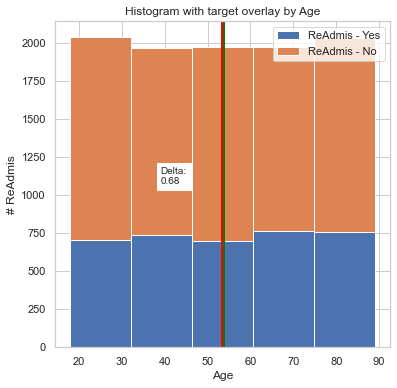 Histogram with target overlay by Age
ReAdmis - Yes
ReAdmis - No
# ReAdmis
2000
1750
1500
1250
1000
750
500
250
0
Delta:
0.68
20 30 40 50 60 70 80 90
Age